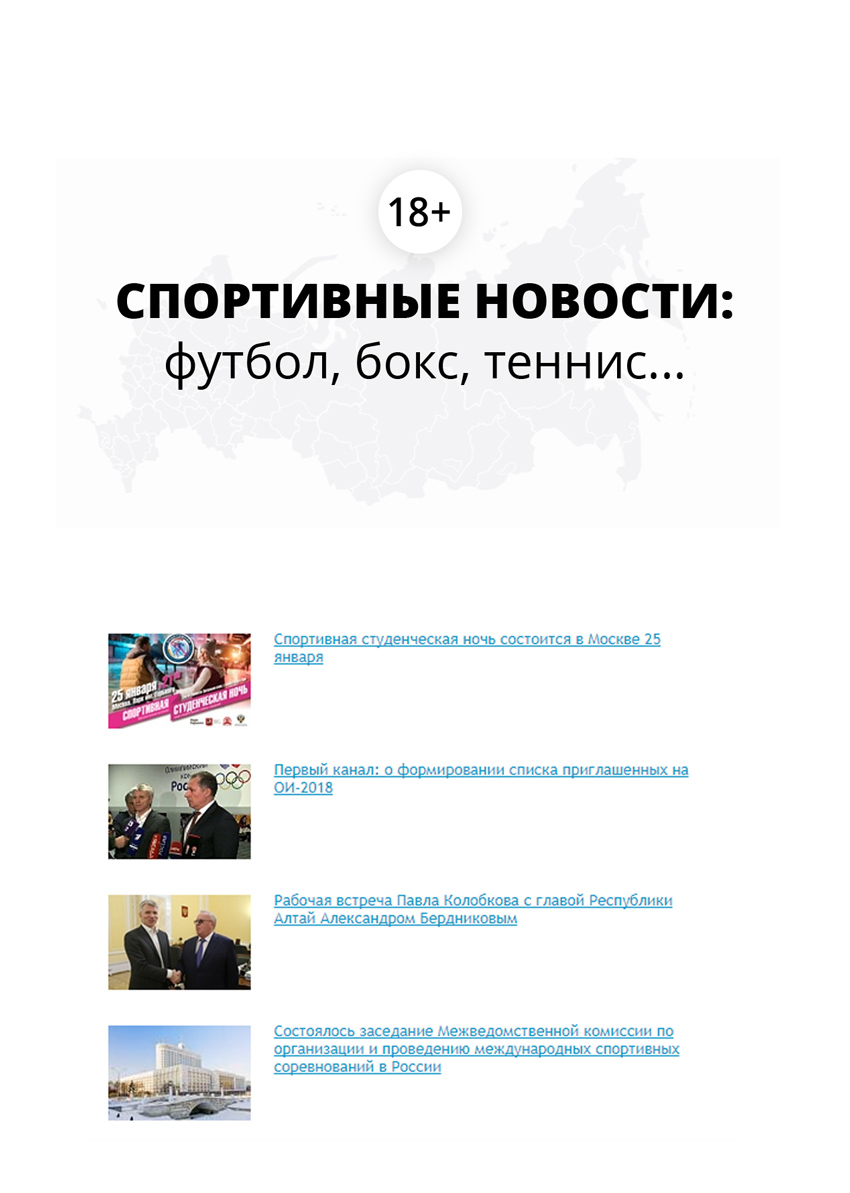 18+
СПОРТИВНЫЕ НОВОСТИ:
футбол, бокс, теннис...
Спортивная студенческая ночь состоится в Москве 25
января
25 января
СПОРТИВНАЯ
СТУДЕНЧЕСКАЯ НОЧЬ
Первый канал: о формировании списка приглашенных на
ОИ-2018
Рабочая встреча Павла Колобкова с главой Республики
Алтай Александром Бердниковым
Состоялось заседание Межведомственной комиссии по
организации и проведению международных спортивных
соревнований в России